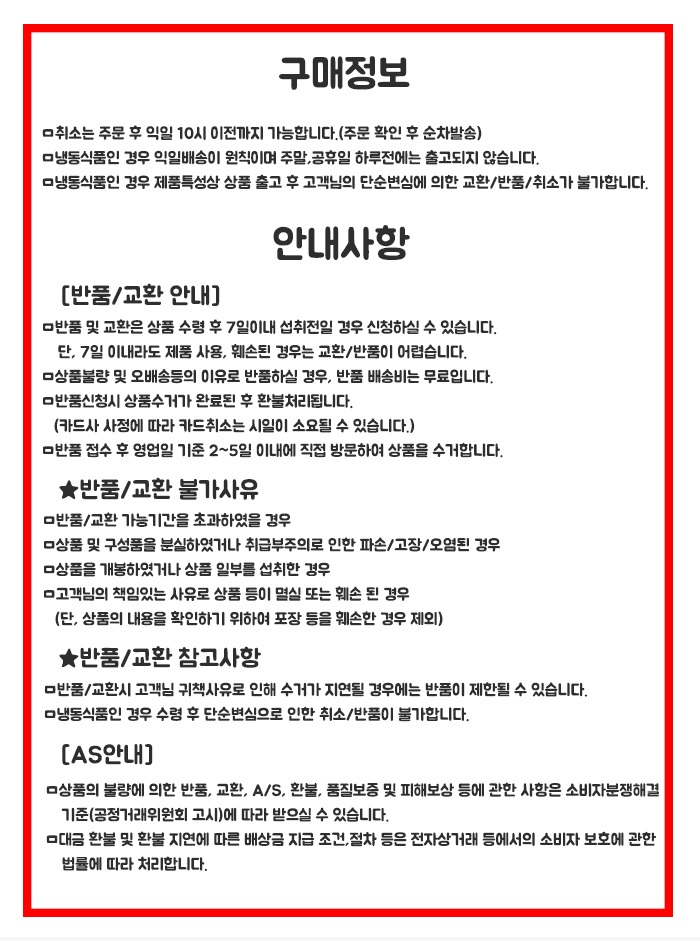 구매정보
ㅁ취소는 주문 후 익일 10시 이전까지 가능합니다.(주문 확인 후 순차발송)
ㅁ냉동식품인 경우 익일배송이 원칙이며 주말,공휴일 하루전에는 출고되지 않습니다.
ㅁ냉동식품인 경우 제품특성상 상품 출고 후 고객님의 단순변심에 의한 교환/반품/취소가 불가합니다.
안내사항
[반품/교환 안내]
ㅁ반품 및 교환은 상품 수령 후 7일이내 섭취전일 경우 신청하실 수 있습니다.
단, 7일 이내라도 제품 사용, 훼손된 경우는 교환/반품이 어렵습니다.
ㅁ상품불량 및 오배송등의 이유로 반품하실 경우, 반품 배송비는 무료입니다.
ㅁ반품신청시 상품수거가 완료된 후 환불처리됩니다.
(카드사 사정에 따라 카드취소는 시일이 소요될 수 있습니다.)
ㅁ반품 접수 후 영업일 기준 2~5일 이내에 직접 방문하여 상품을 수거합니다.
★반품/교환 불가사유
ㅁ반품/교환 가능기간을 초과하였을 경우
ㅁ상품 및 구성품을 분실하였거나 취급부주의로 인한 파손/고장/오염된 경우
ㅁ상품을 개봉하였거나 상품 일부를 섭취한 경우
ㅁ고객님의 책임있는 사유로 상품 등이 멸실 또는 훼손 된 경우
(단, 상품의 내용을 확인하기 위하여 포장 등을 훼손한 경우 제외)
★반품/교환 참고사항
ㅁ반품/교환시 고객님 귀책사유로 인해 수거가 지연될 경우에는 반품이 제한될 수 있습니다.
ㅁ냉동식품인 경우 수령 후 단순변심으로 인한 취소/반품이 불가합니다.
[AS안내]
ㅁ상품의 불량에 의한 반품, 교환, A/S, 환불, 품질보증 및 피해보상 등에 관한 사항은 소비자분쟁해결
기준(공정거래위원회 고시)에 따라 받으실 수 있습니다.
ㅁ대금 환불 및 환불 지연에 따른 배상금 지급 조건,절차 등은 전자상거래 등에서의 소비자 보호에 관한
법률에 따라 처리합니다.